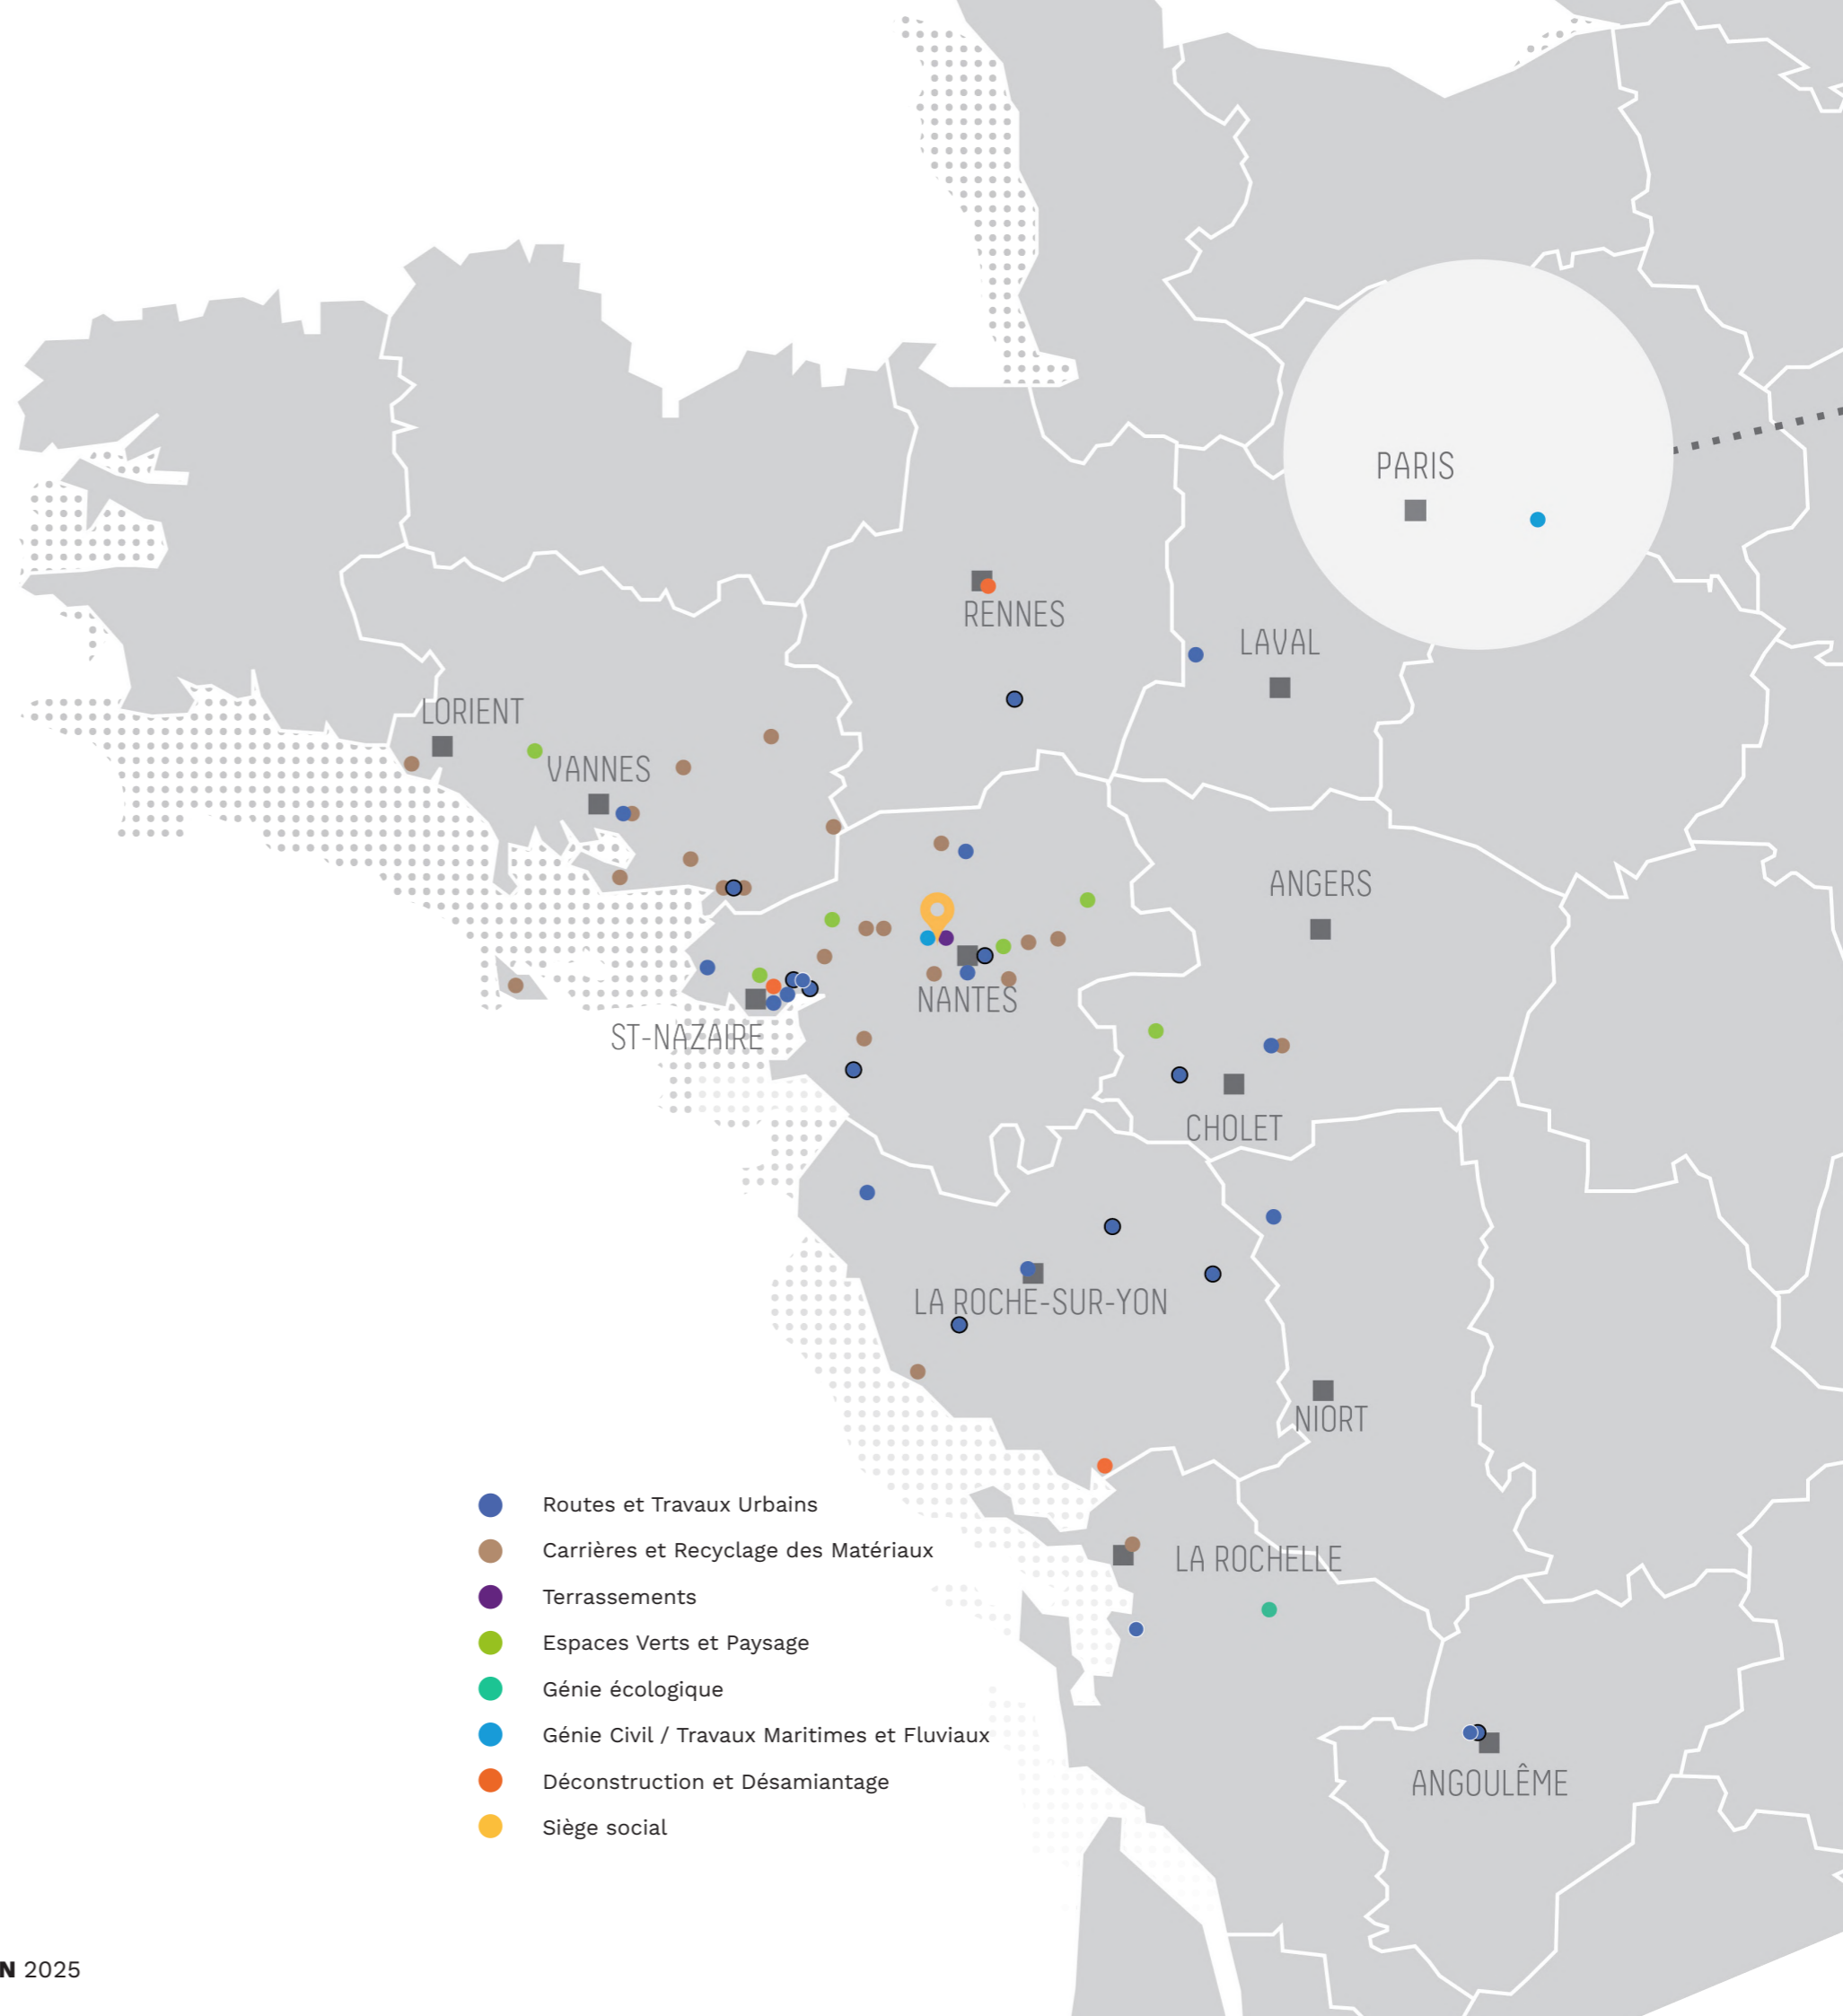 PARIS
RENNES
LAVAL
LORIENT
VANNES
ANGERS
NANTES
ST-NAZAIRE
CHOLET
LA ROCHE-SUR-YON
NIORT
LA ROCHELLE
ANGOULÊME
Routes et Travaux Urbains
Carrières et Recyclage des Matériaux
Terrassements
Espaces Verts et Paysage
Génie écologique
Génie Civil / Travaux Maritimes et Fluviaux
Déconstruction et Désamiantage
Siège social
N 2025